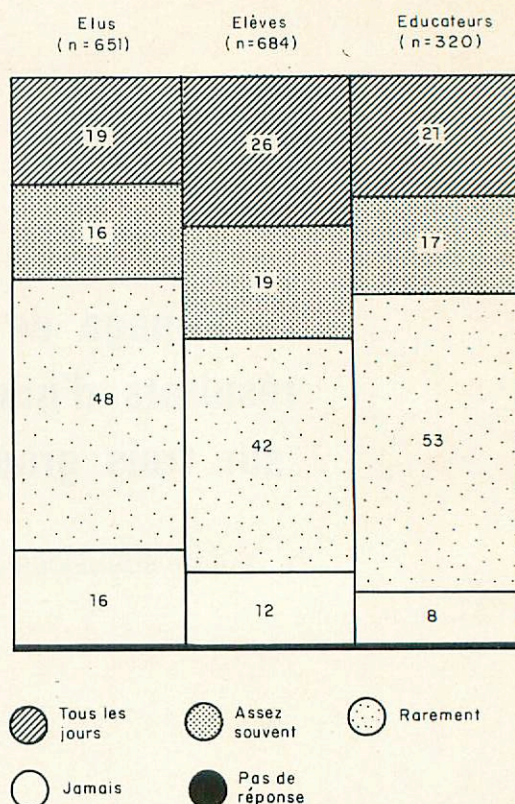 Elus Elèves Educateurs
(n=651) (n=684) (n=320)
19 26 21
16 19 17
48 42 53
16 12 8
Tous les jours
Assez souvent
Rarement
Jamais
Pas de réponse